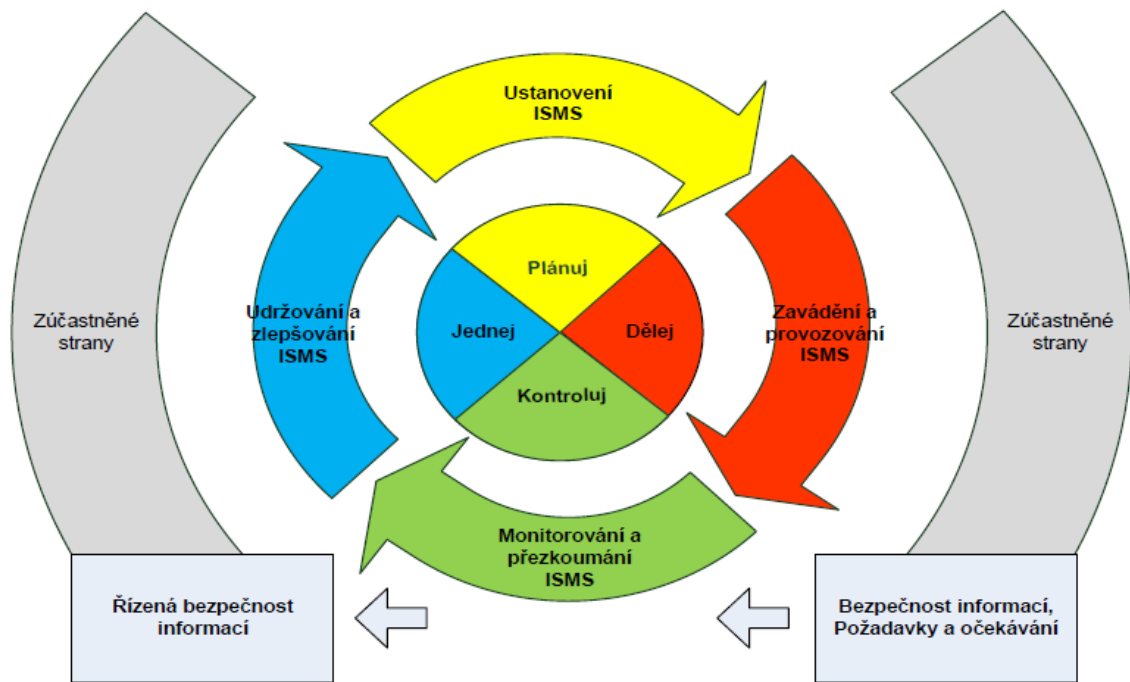 Ustanovení
ISMS
Plánuj
Zúčastněné
strany
Udržování a
zlepšování
ISMS
Jednej
Dělej
Zavádění a
provozování
ISMS
Zúčastněné
strany
Kontroluj
Monitorování a
přezkoumání
ISMS
Řízená bezpečnost
informací
Bezpečnost informací,
Požadavky a očekávání